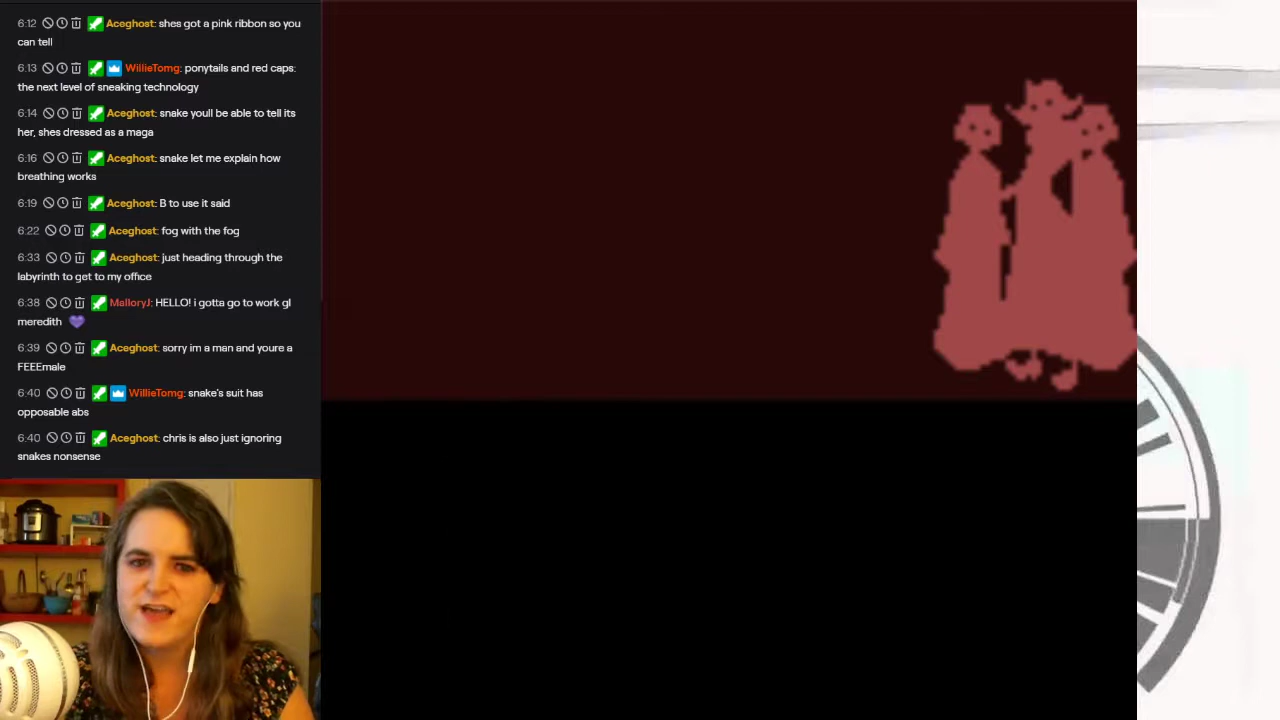 6:12 Aceghost: shes got a pink ribbon so you
can tell
6:13 WillieTomg: ponytails and red caps:
the next level of sneaking technology
6:14 Aceghost: snake youll be able to tell its
her, shes dressed as a maga
6:16 Aceghost: snake let me explain how
breathing works
6:19 Aceghost: B to use it said
6:22 Aceghost: fog with the fog
6:33 Aceghost: just heading through the
labyrinth to get to my office
6:38 MalloryJ: HELLO! i gotta go to work gl
meredith
6:39 Aceghost: sorry im a man and youre a
FEEEmale
6:40 WillieTomg: snake's suit has
opposable abs
6:40 Aceghost: chris is also just ignoring
snakes nonsense